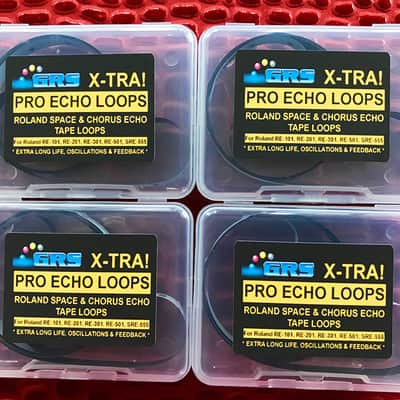 GRS X-TRA!
PRO ECHO LOOPS
ROLAND SPACE & CHORUS ECHO
TAPE LOOPS
For Roland RE-101, RE-201, RE-301, RE-501, SRE-555
* EXTRA LONG LIFE, OSCILLATIONS & FEEDBACK *
GRS X-TRA!
PRO ECHO LOOPS
ROLAND SPACE & CHORUS ECHO
TAPE LOOPS
For Roland RE-101, RE-201, RE-301, RE-501, SRE-555
* EXTRA LONG LIFE, OSCILLATIONS & FEEDBACK *
GRS X-TRA!
PRO ECHO LOOPS
ROLAND SPACE & CHORUS ECHO
TAPE LOOPS
For Roland RE-101, RE-201, RE-301, RE-501, SRE-555
* EXTRA LONG LIFE, OSCILLATIONS & FEEDBACK *
GRS X-TRA!
PRO ECHO LOOPS
ROLAND SPACE & CHORUS ECHO
TAPE LOOPS
For Roland RE-101, RE-201, RE-301, RE-501, SRE-555
* EXTRA LONG LIFE, OSCILLATIONS & FEEDBACK *